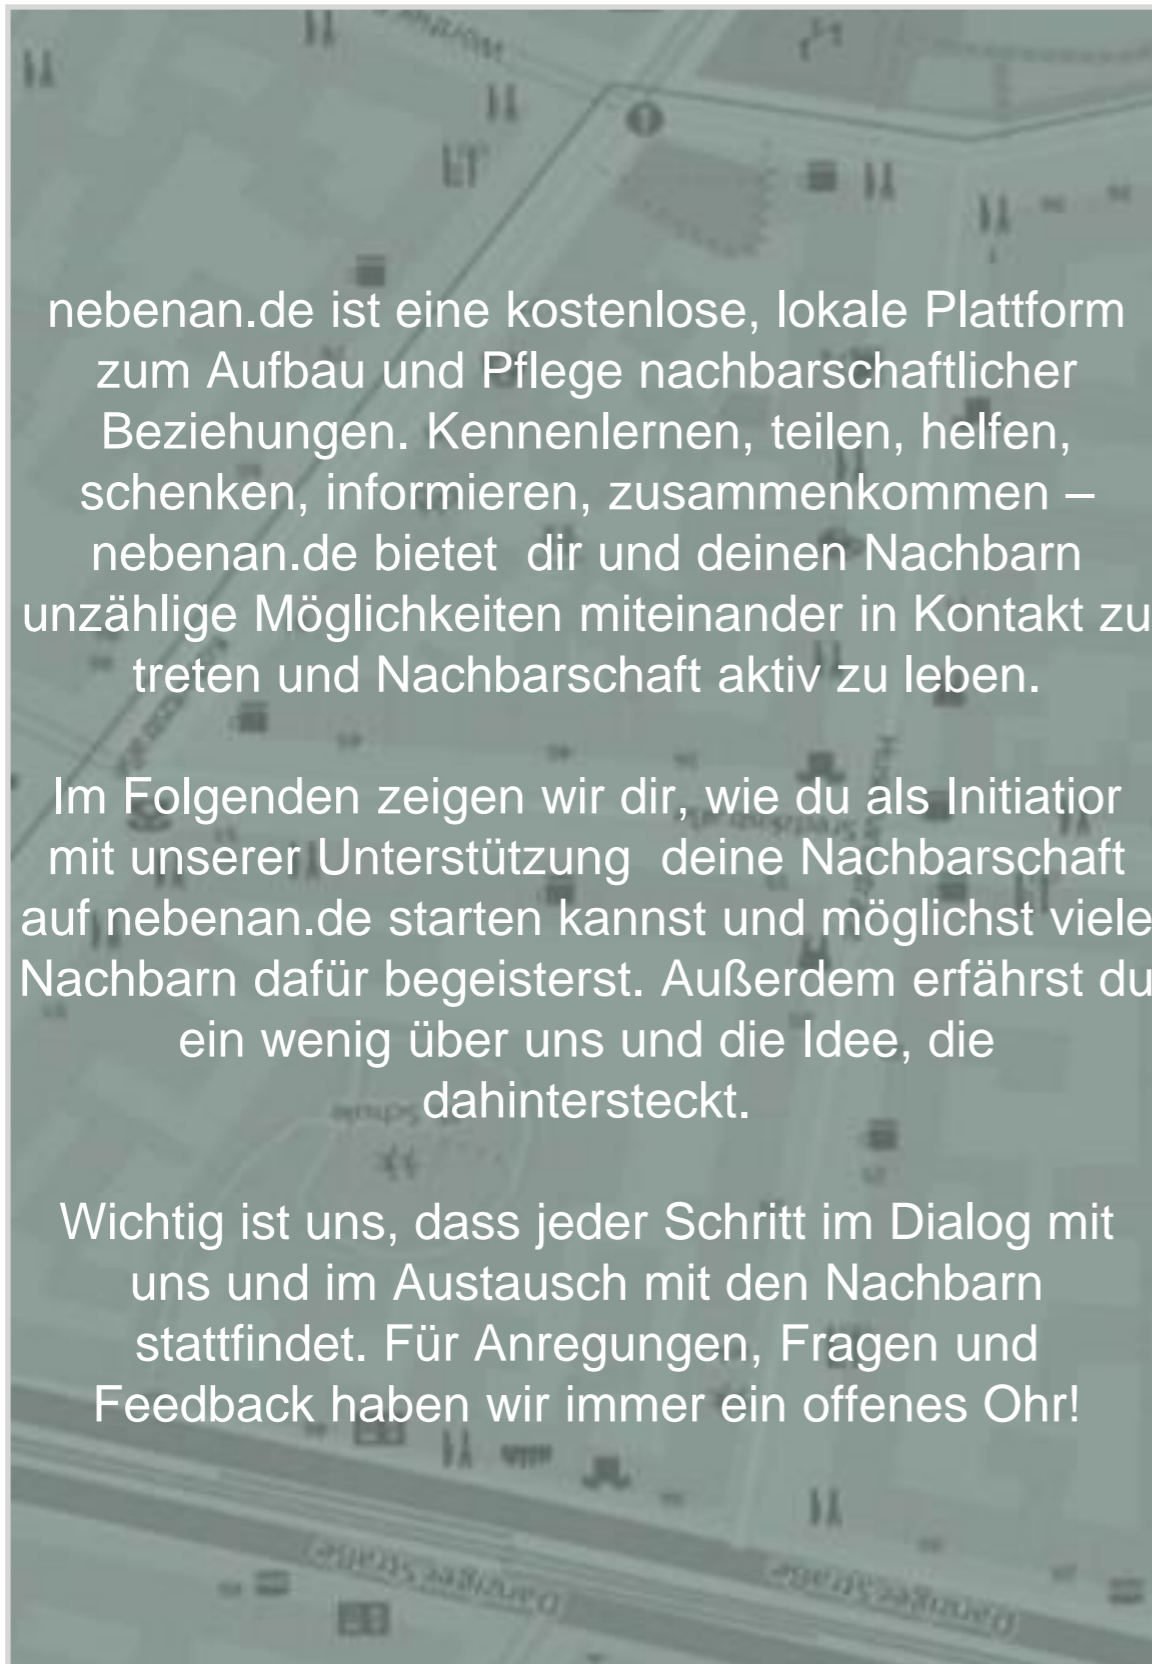 nebenan.de ist eine kostenlose, lokale Plattform
zum Aufbau und Pflege nachbarschaftlicher
Beziehungen. Kennenlernen, teilen, helfen,
schenken, informieren, zusammenkommen –
nebenan.de bietet  dir und deinen Nachbarn
unzählige Möglichkeiten miteinander in Kontakt zu
treten und Nachbarschaft aktiv zu leben.
Im Folgenden zeigen wir dir, wie du als Initiatior
mit unserer Unterstützung  deine Nachbarschaft
auf nebenan.de starten kannst und möglichst viele
Nachbarn dafür begeisterst. Außerdem erfährst du
ein wenig über uns und die Idee, die
dahintersteckt.
Wichtig ist uns, dass jeder Schritt im Dialog mit
uns und im Austausch mit den Nachbarn
stattfindet. Für Anregungen, Fragen und
Feedback haben wir immer ein offenes Ohr!
Danziger Straße
Danziger Straße